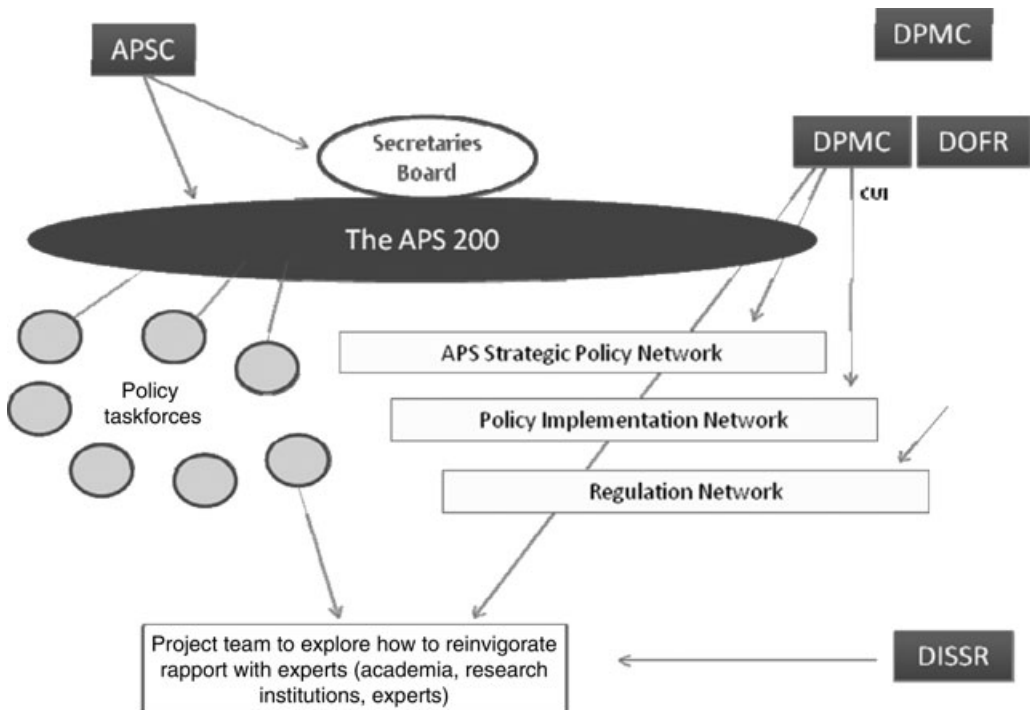 APSC
DPMC
Secretaries
Board
DPMC
DOFR
CUI
The APS 200
APS Strategic Policy Network
Policy
taskforces
Policy Implementation Network
Regulation Network
Project team to explore how to reinvigorate
rapport with experts (academia, research
institutions, experts)
DISSR